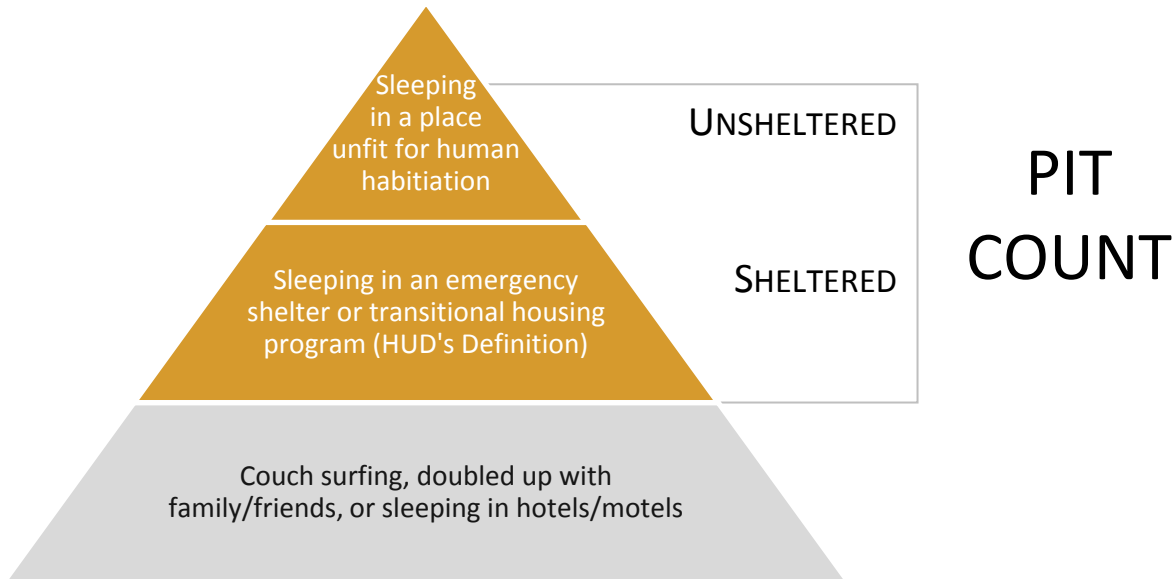 Sleeping
in a place
unfit for human
habitiation
UNSHELTERED
PIT
COUNT
Sleeping in an emergency
shelter or transitional housing
program (HUD's Definition)
SHELTERED
Couch surfing, doubled up with
family/friends, or sleeping in hotels/motels